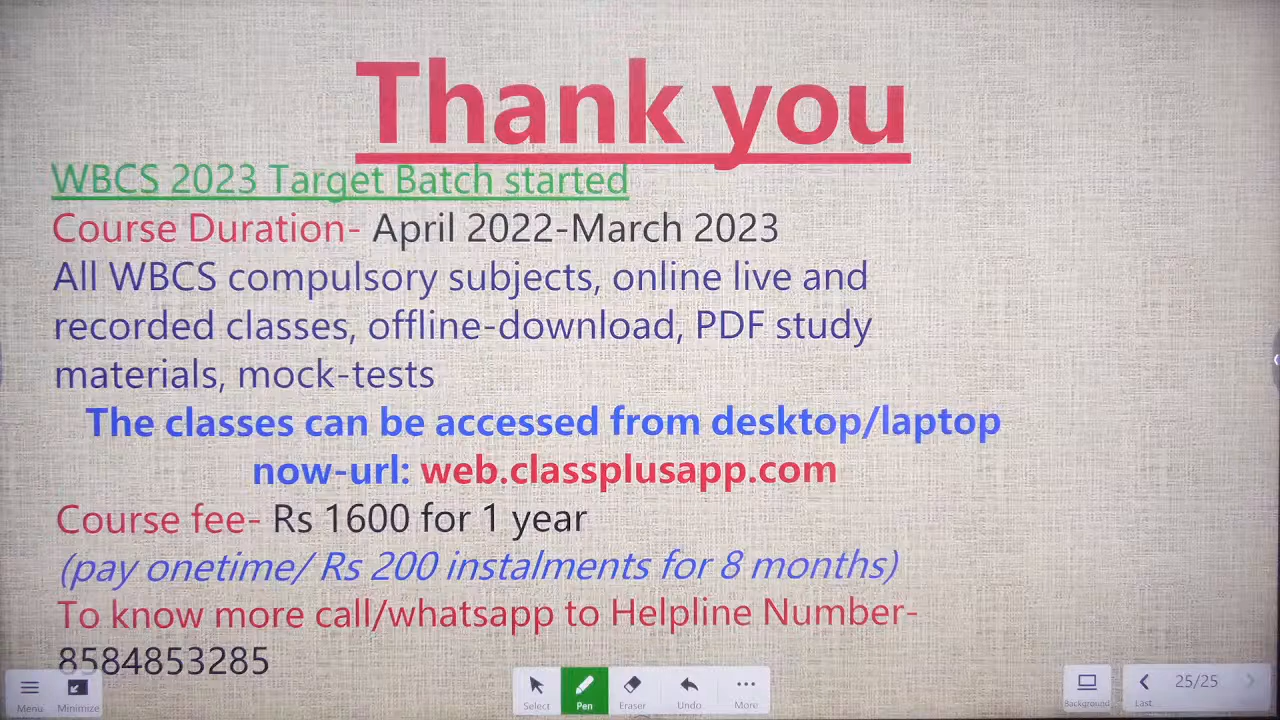 Thank you
WBCS 2023 Target Batch started
Course Duration- April 2022-March 2023
All WBCS compulsory subjects, online live and
recorded classes, offline-download, PDF study
materials, mock-tests
The classes can be accessed from desktop/laptop
now-url: web.classplusapp.com
Course fee- Rs 1600 for 1 year
(pay onetime/ Rs 200 instalments for 8 months)
To know more call/whatsapp to Helpline Number-
8584853285
Menu Minimize Select Pen Eraser Undo More Background Last 25/25